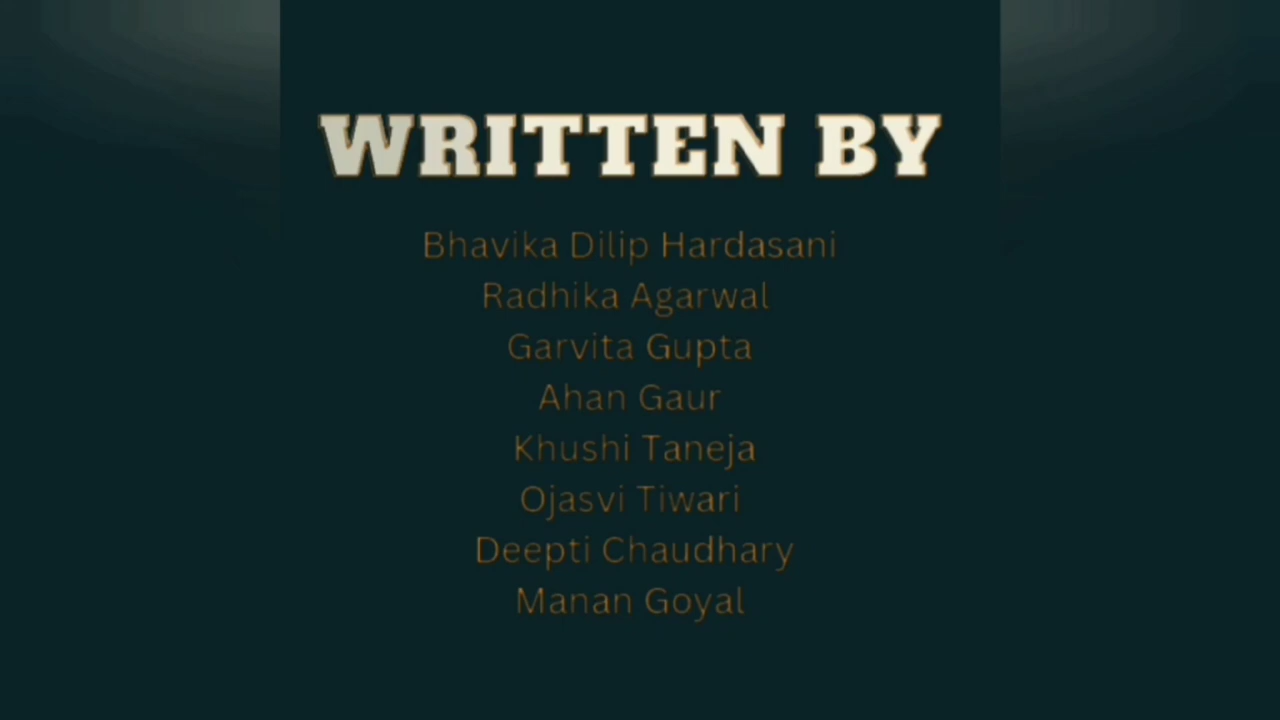 WRITTEN BY
Bhavika Dilip Hardasani
Radhika Agarwal
Garvita Gupta
Ahan Gaur
Khushi Taneja
Ojasvi Tiwari
Deepti Chaudhary
Manan Goyal